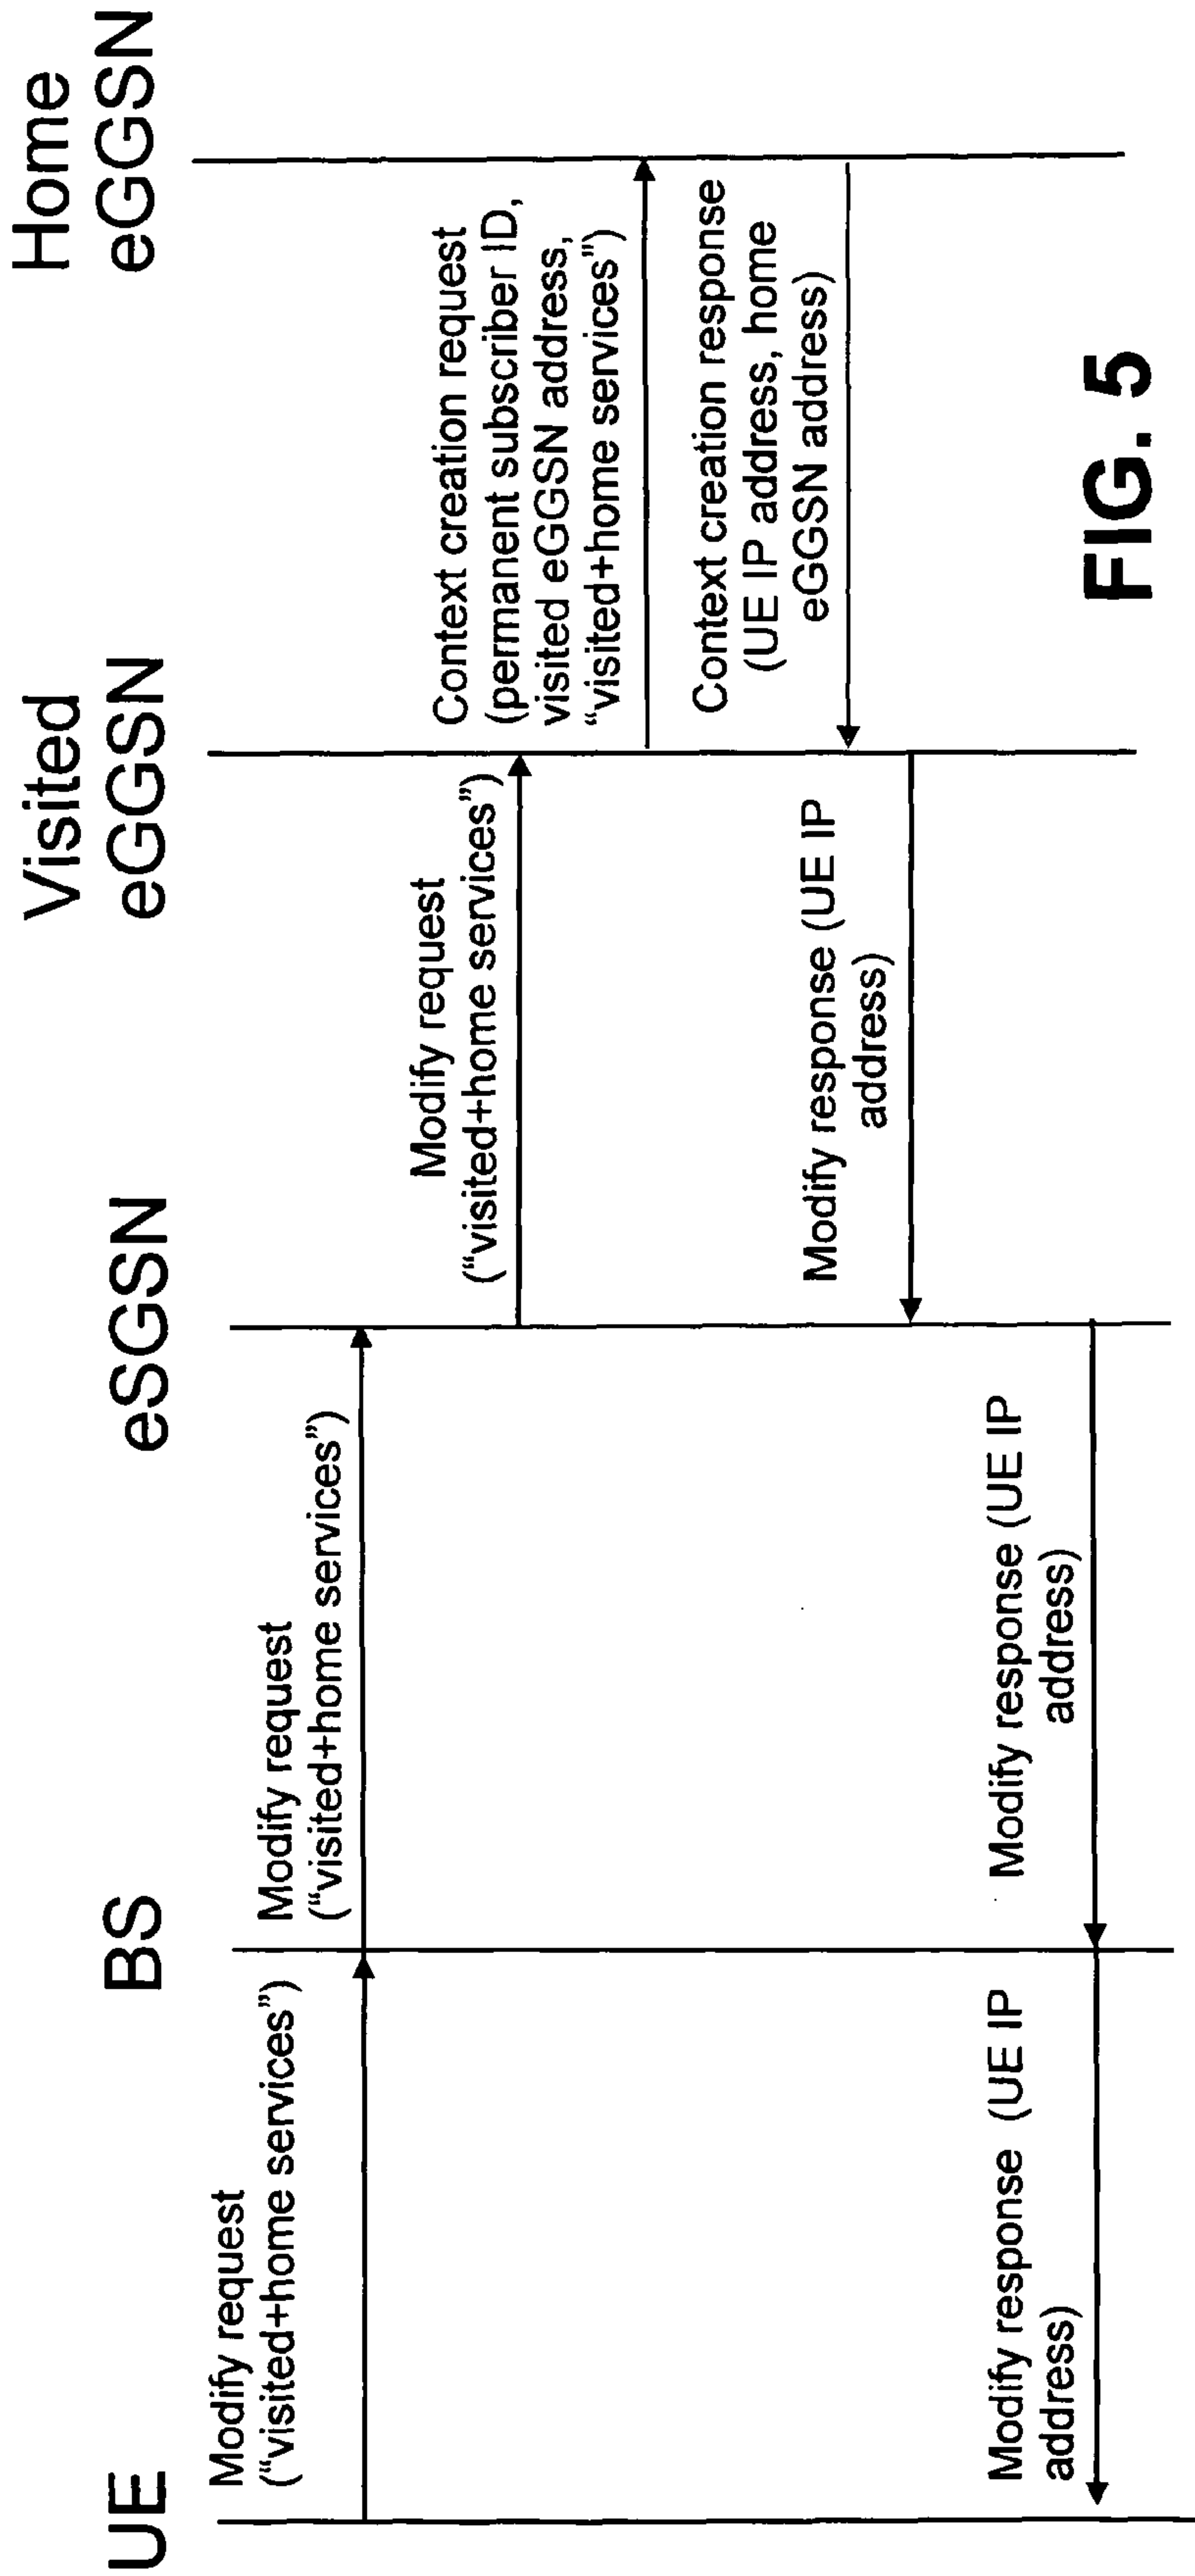 UE
BS
eSGSN
Visited
eGGSN
Home
eGGSN
Modify request
(“visited+home services”)
Modify request
(“visited+home services”)
Modify request
(“visited+home services”)
Context creation request
(permanent subscriber ID,
visited eGGSN address,
“visited+home services”)
Context creation response
(UE IP address, home
eGGSN address)
Modify response (UE IP
address)
Modify response (UE IP
address)
Modify response (UE IP
address)
FIG. 5